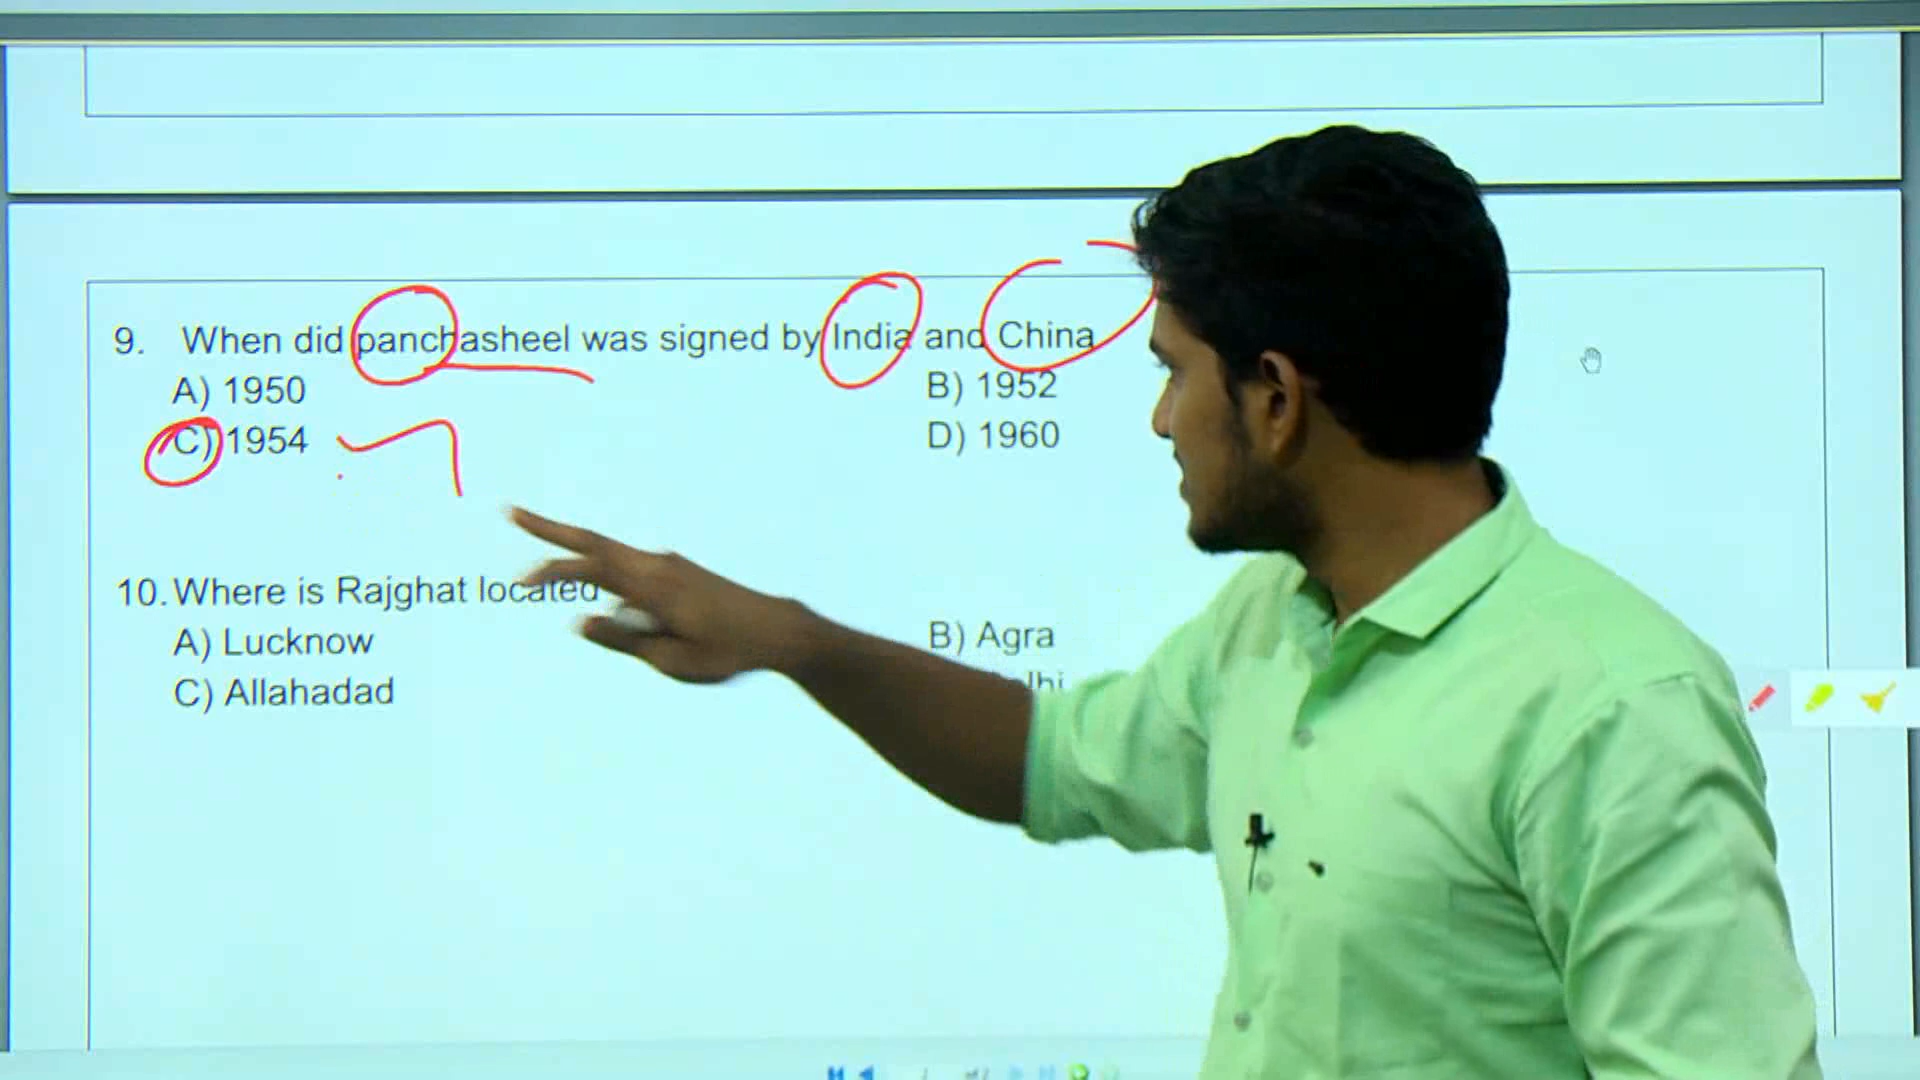 9. When did panchasheel was signed by India and China
A) 1950
B) 1952
C) 1954
D) 1960
10. Where is Rajghat located
A) Lucknow
B) Agra
C) Allahadad